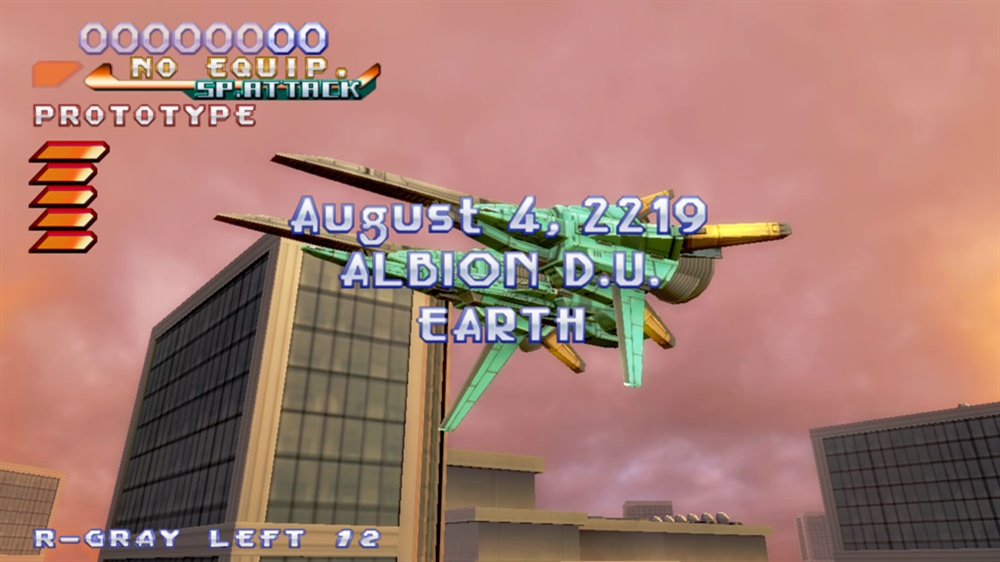 00000000
NO EQUIP.
SP.ATTACK
PROTOTYPE
August 4, 2219
ALBION D.U.
EARTH
R-GRAY LEFT 12